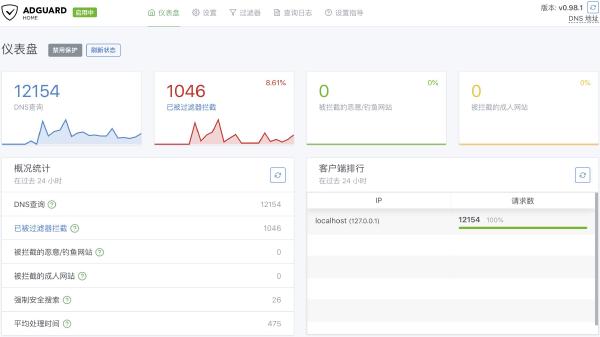 ADGUARD
HOME
启用中
仪表盘
设置
过滤器
查询日志
设置指导
版本: v0.98.1
DNS 地址
仪表盘
禁用保护
刷新状态
12154
DNS查询
8.61%
1046
已被过滤器拦截
0%
0
被拦截的恶意/钓鱼网站
0%
0
被拦截的成人网站
概况统计
在过去 24 小时
DNS查询 12154
已被过滤器拦截 1046
被拦截的恶意/钓鱼网站 0
被拦截的成人网站 0
强制安全搜索 26
平均处理时间 475
客户端排行
在过去 24 小时
IP 请求数
localhost (127.0.0.1) 12154 100%